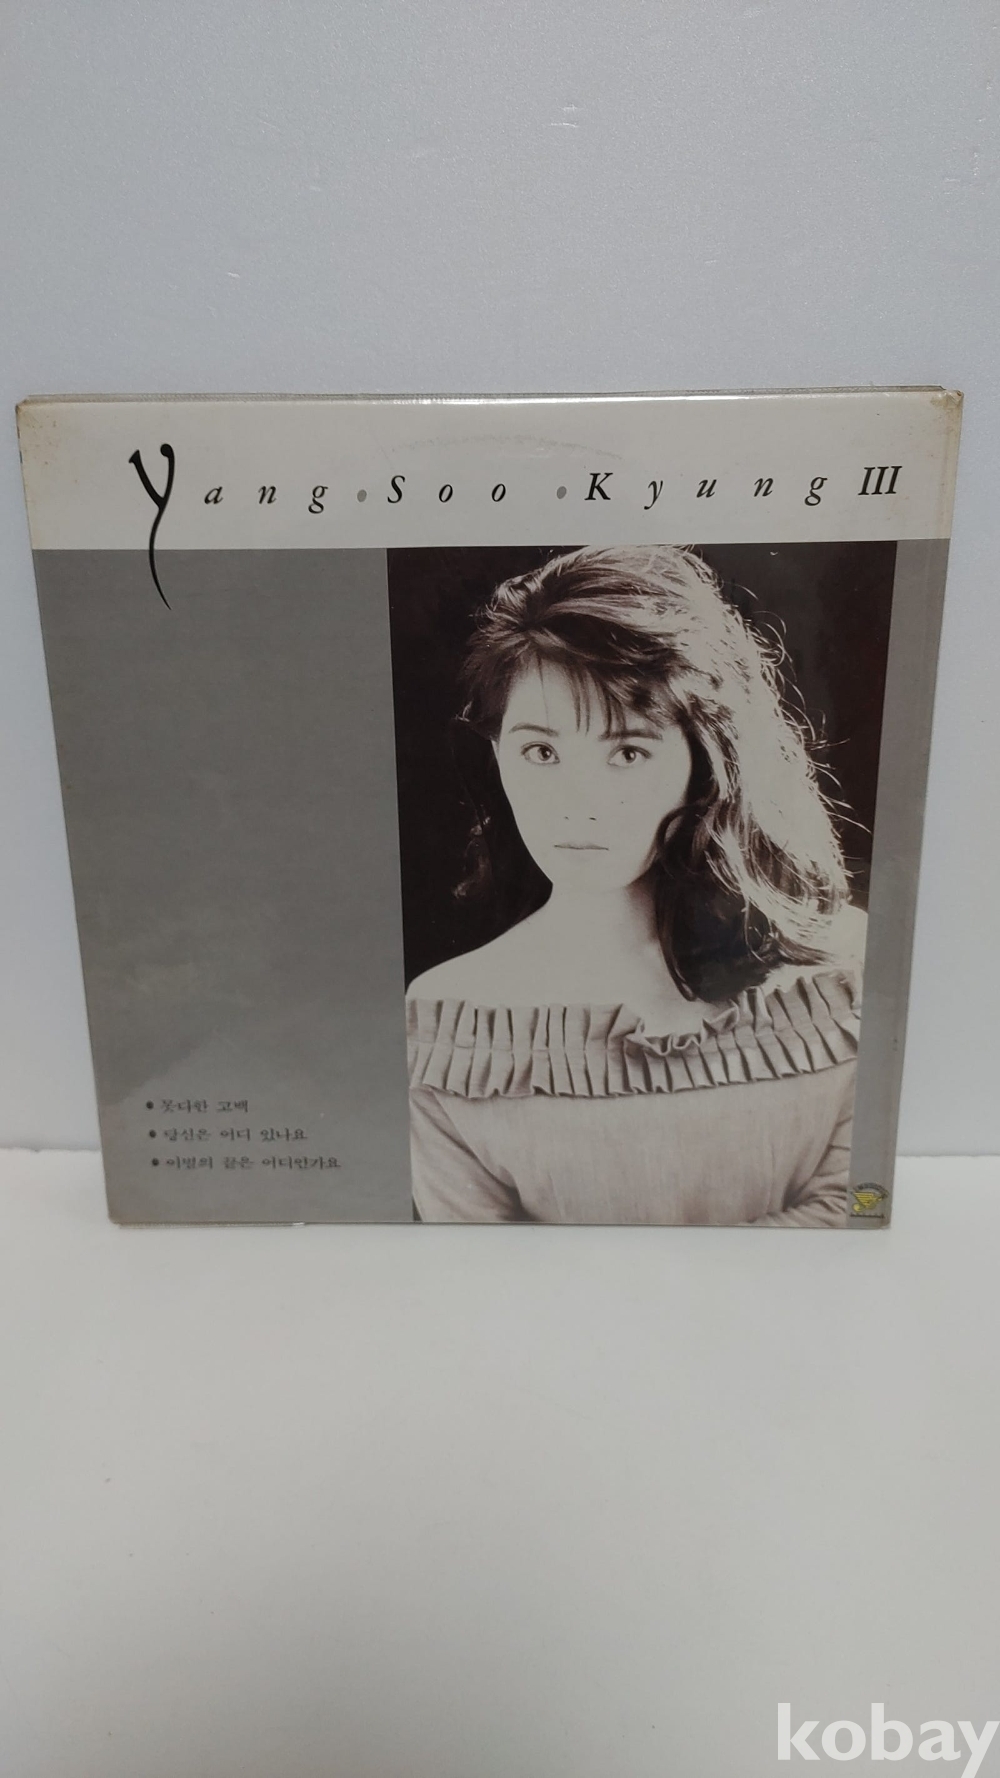 Yang • Soo • Kyung III
• 못다한 고백
• 당신은 어디 있나요
• 이별의 끝은 어디인가요
kobay